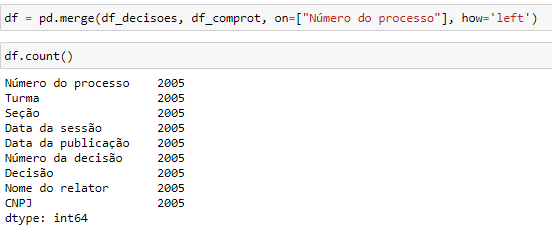 df = pd.merge(df_decisoes, df_comprot, on=["Número do processo"], how='left')
df.count()
Número do processo    2005
Turma                 2005
Seção                 2005
Data da sessão        2005
Data da publicação    2005
Número da decisão     2005
Decisão               2005
Nome do relator       2005
CNPJ                  2005
dtype: int64